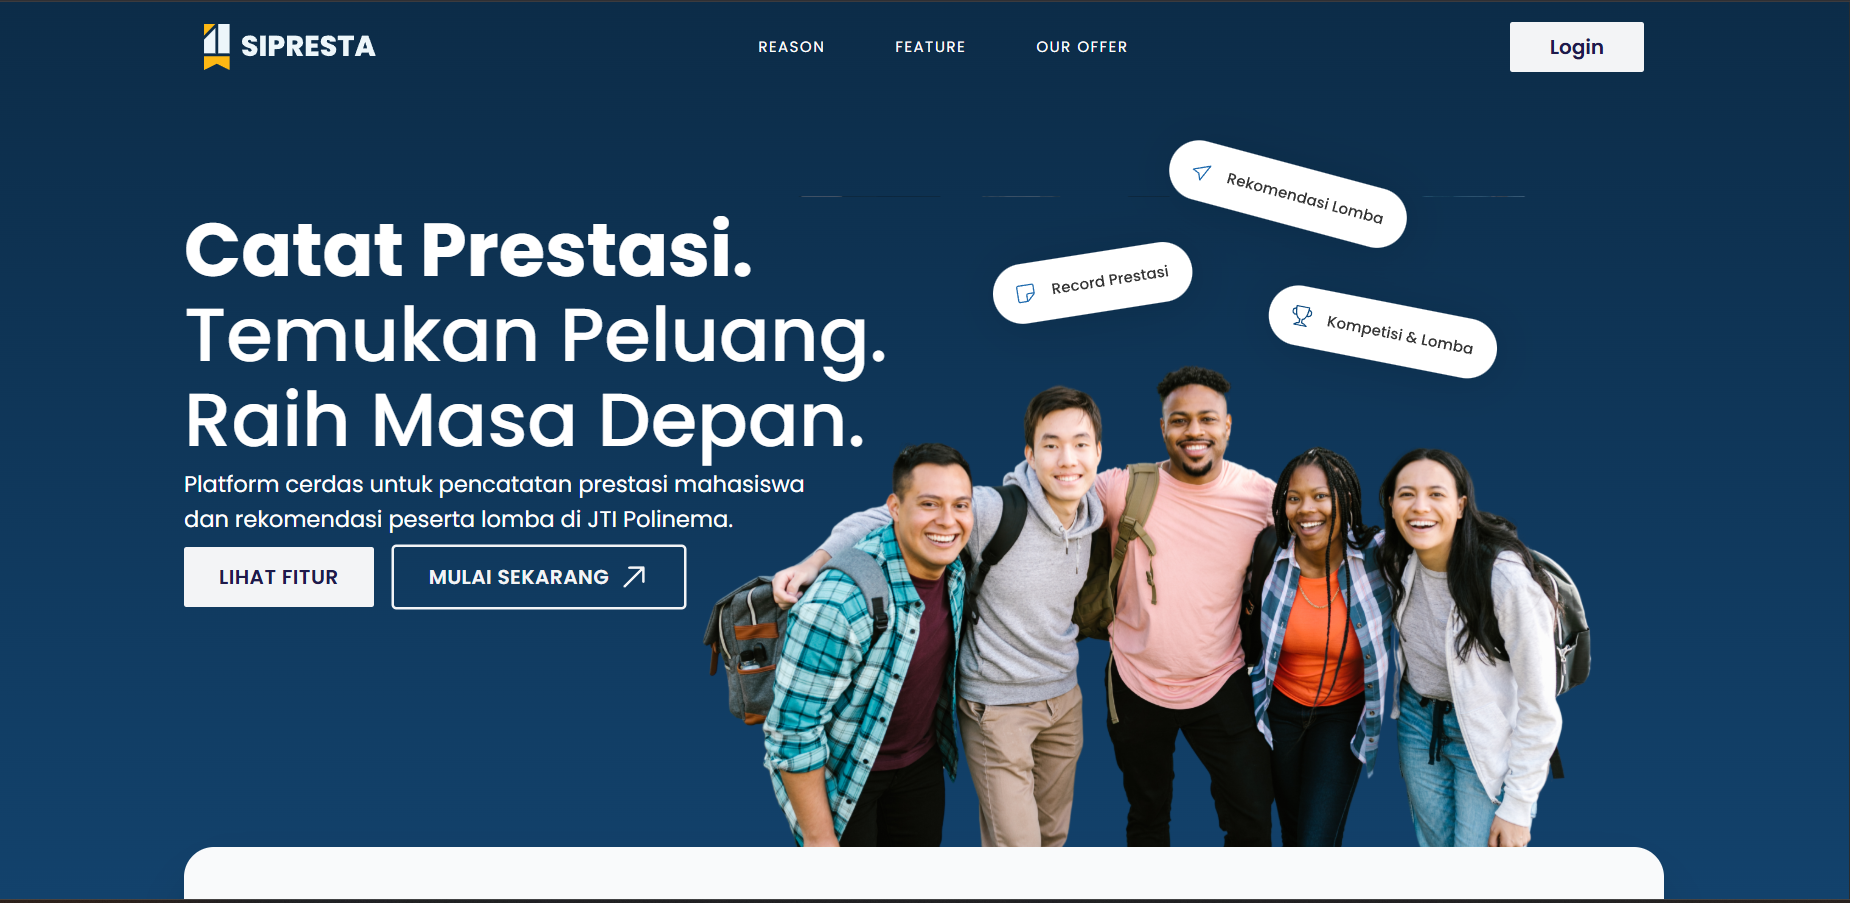 SIPRESTA
REASON
FEATURE
OUR OFFER
Login
Rekomendasi Lomba
Record Prestasi
Kompetisi & Lomba
Catat Prestasi.
Temukan Peluang.
Raih Masa Depan.
Platform cerdas untuk pencatatan prestasi mahasiswa
dan rekomendasi peserta lomba di JTI Polinema.
LIHAT FITUR
MULAI SEKARANG